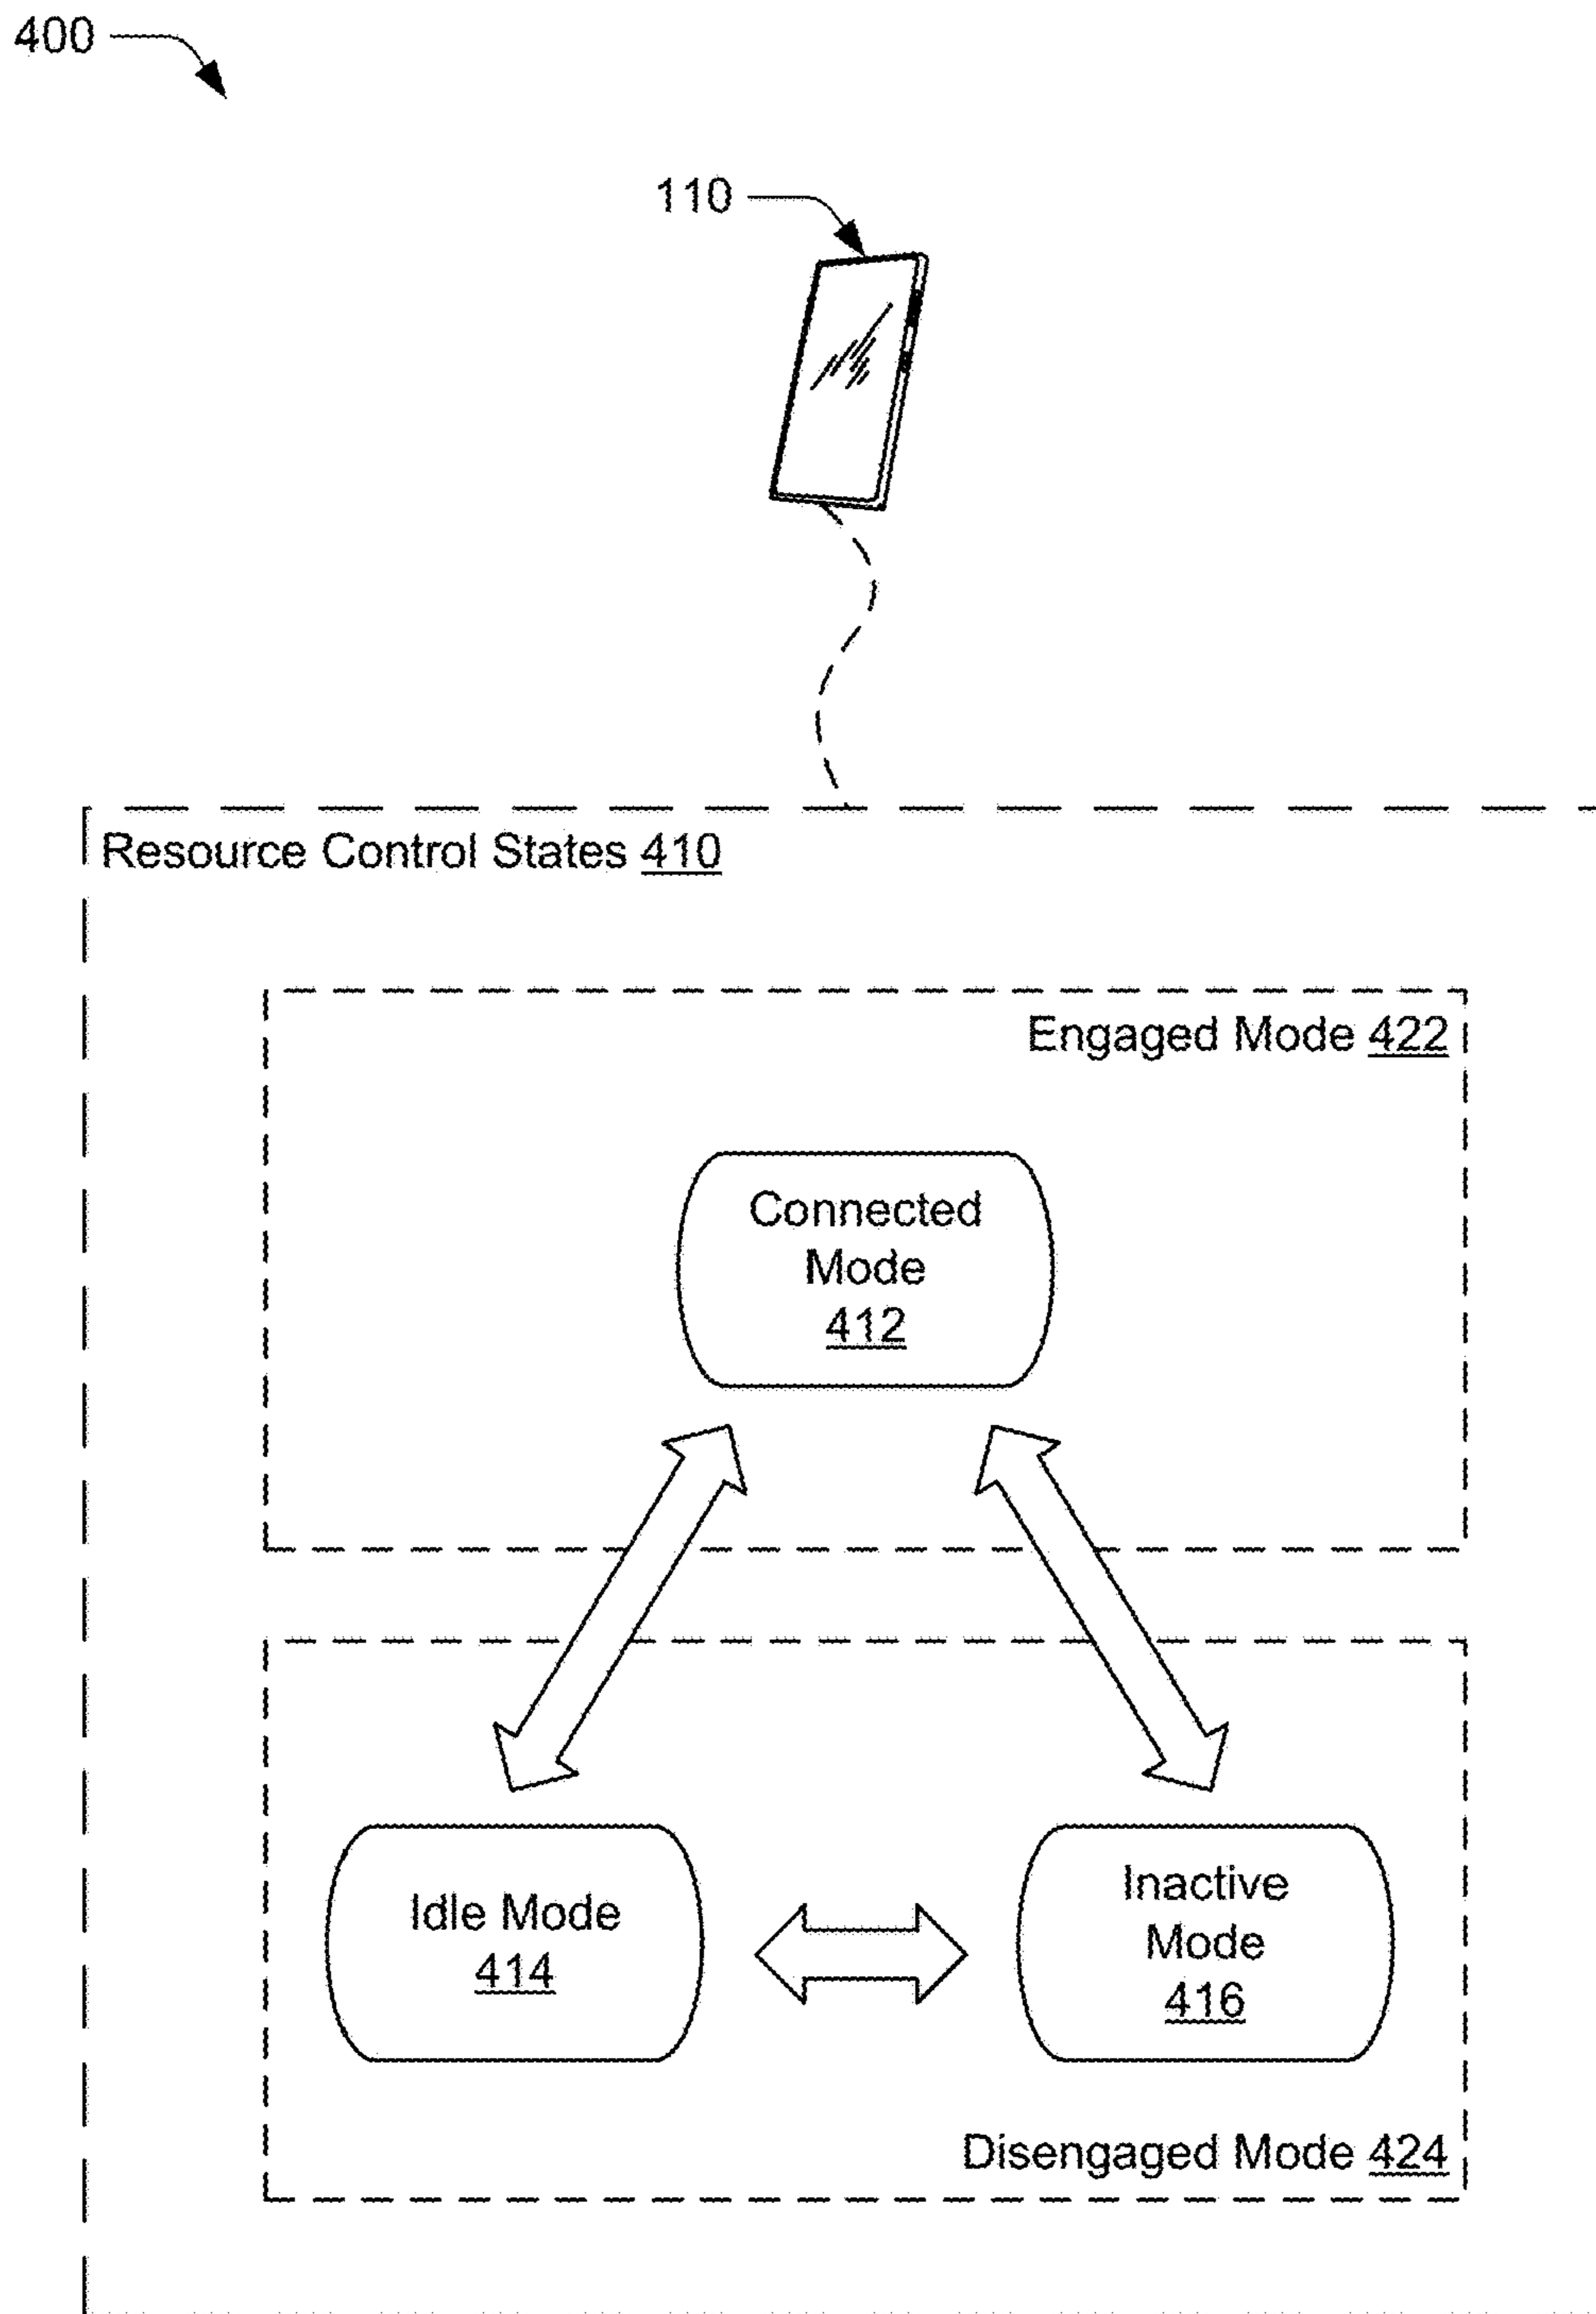 400
110
Resource Control States 410
Engaged Mode 422
Connected
Mode
412
Idle Mode
414
Inactive
Mode
416
Disengaged Mode 424